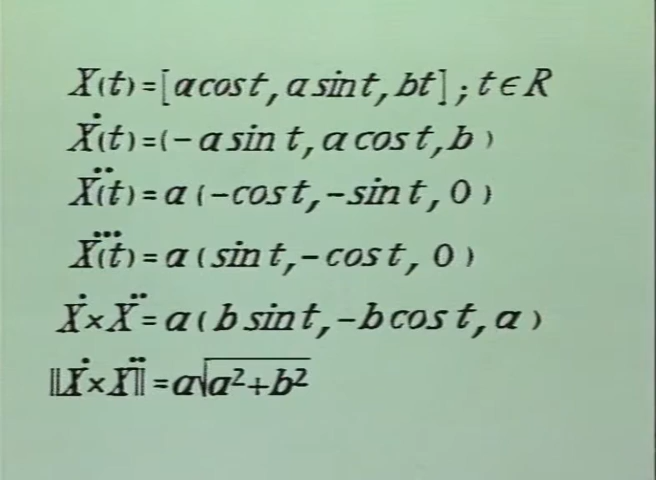 X(t)=[a cos t, a sin t, bt] ; t ∈ R
Ẋ(t)=(-a sin t, a cos t, b )
Ẍ(t)=a (-cos t, -sin t, 0 )
X⃛(t)=a (sin t, -cos t, 0 )
Ẋ×Ẍ=a ( b sin t, -b cos t, a )
‖Ẋ×Ẍ‖=a√(a²+b²)